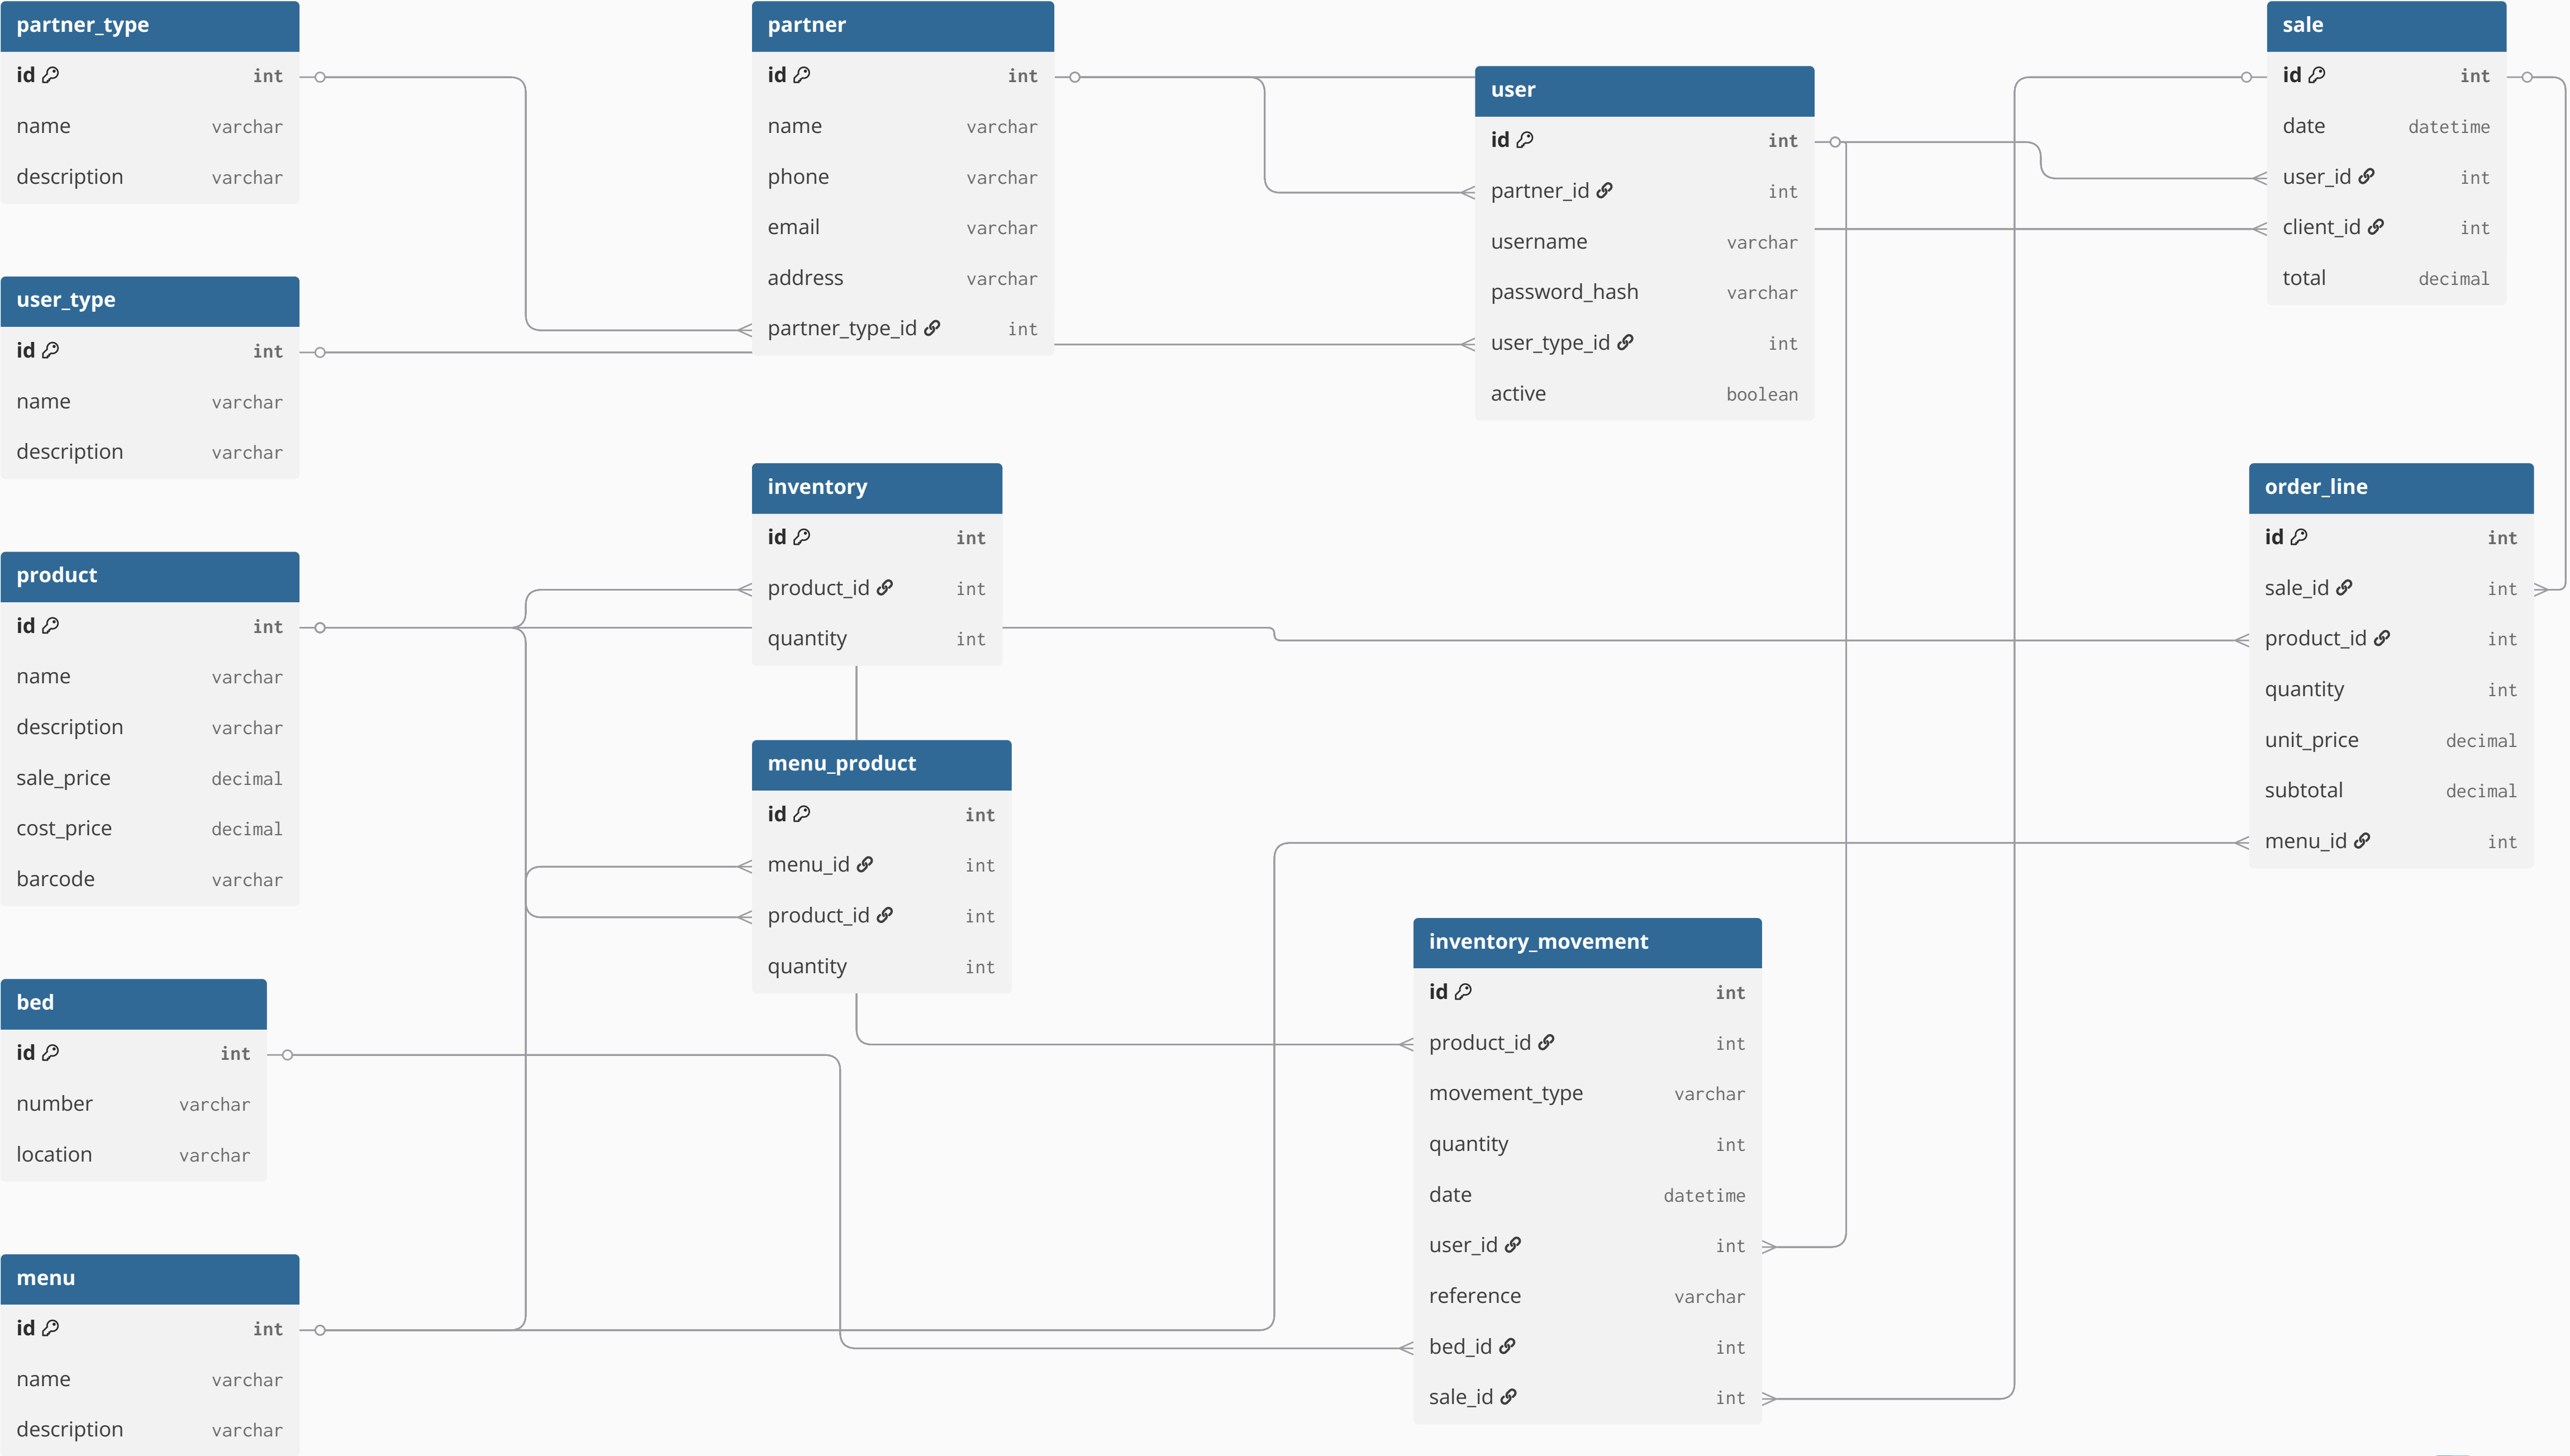 partner_type
id int
name varchar
description varchar
partner
id int
name varchar
phone varchar
email varchar
address varchar
partner_type_id int
user
id int
partner_id int
username varchar
password_hash varchar
user_type_id int
active boolean
sale
id int
date datetime
user_id int
client_id int
total decimal
user_type
id int
name varchar
description varchar
inventory
id int
product_id int
quantity int
order_line
id int
sale_id int
product_id int
quantity int
unit_price decimal
subtotal decimal
menu_id int
product
id int
name varchar
description varchar
sale_price decimal
cost_price decimal
barcode varchar
menu_product
id int
menu_id int
product_id int
quantity int
inventory_movement
id int
product_id int
movement_type varchar
quantity int
date datetime
user_id int
reference varchar
bed_id int
sale_id int
bed
id int
number varchar
location varchar
menu
id int
name varchar
description varchar